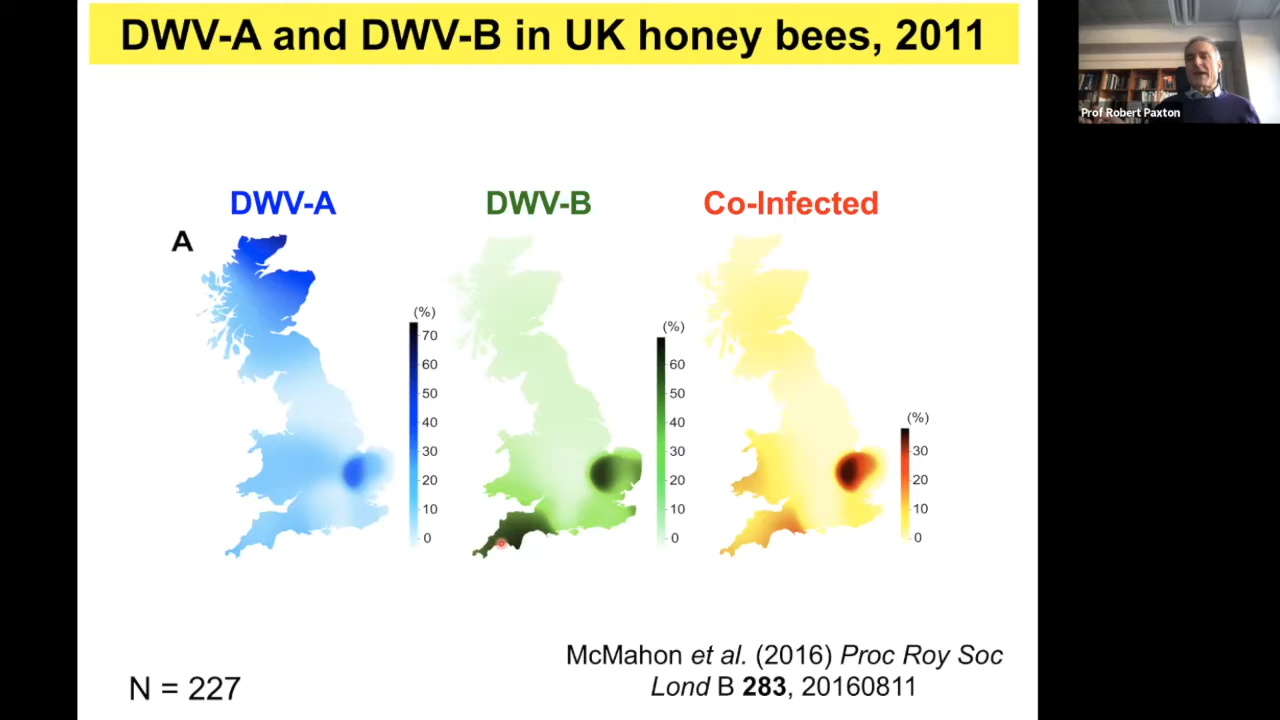 DWV-A and DWV-B in UK honey bees, 2011
Prof Robert Paxton
DWV-A
DWV-B
Co-Infected
A
(%)
70
60
50
40
30
20
10
0
(%)
60
50
40
30
20
10
0
(%)
30
20
10
0
McMahon et al. (2016) Proc Roy Soc
Lond B 283, 20160811
N = 227